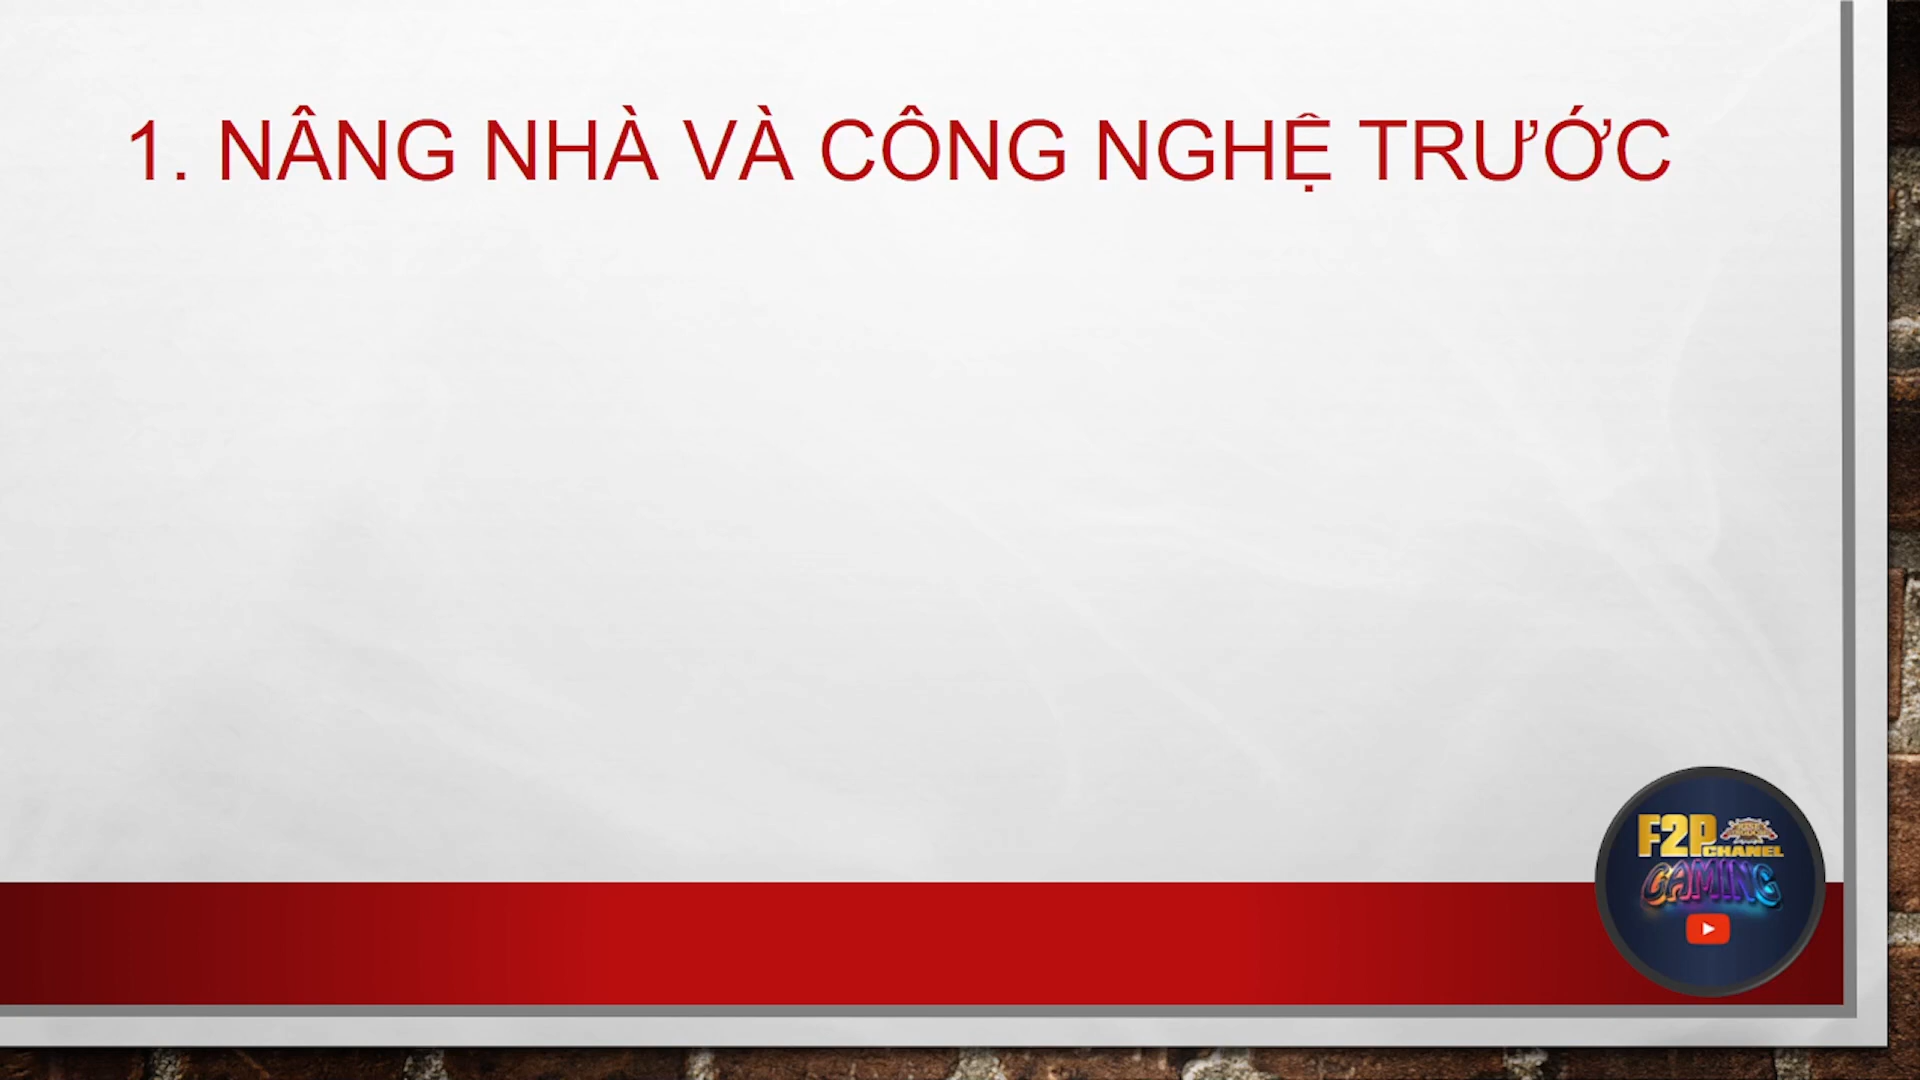 1. NÂNG NHÀ VÀ CÔNG NGHỆ TRƯỚC
F2P
CHANEL
GAMING